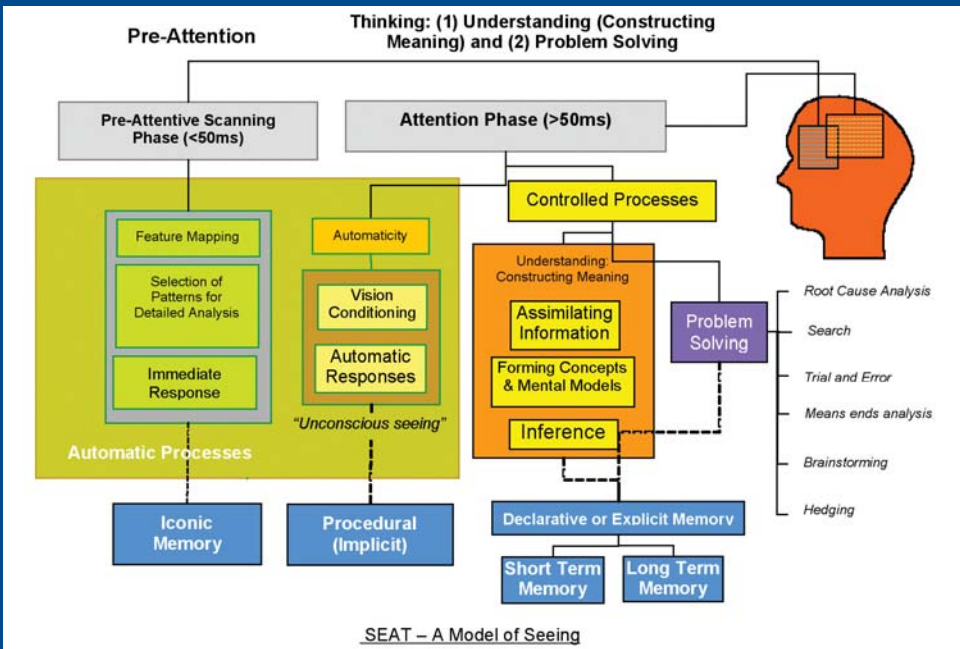 Pre-Attention
Thinking: (1) Understanding (Constructing
Meaning) and (2) Problem Solving
Pre-Attentive Scanning
Phase (<50ms)
Attention Phase (>50ms)
Controlled Processes
Feature Mapping
Selection of
Patterns for
Detailed Analysis
Immediate
Response
Automaticity
Vision
Conditioning
Automatic
Responses
"Unconscious seeing"
Automatic Processes
Understanding:
Constructing Meaning
Assimilating
Information
Forming Concepts
& Mental Models
Inference
Problem
Solving
Root Cause Analysis
Search
Trial and Error
Means ends analysis
Brainstorming
Hedging
Iconic
Memory
Procedural
(Implicit)
Declarative or Explicit Memory
Short Term
Memory
Long Term
Memory
SEAT – A Model of Seeing